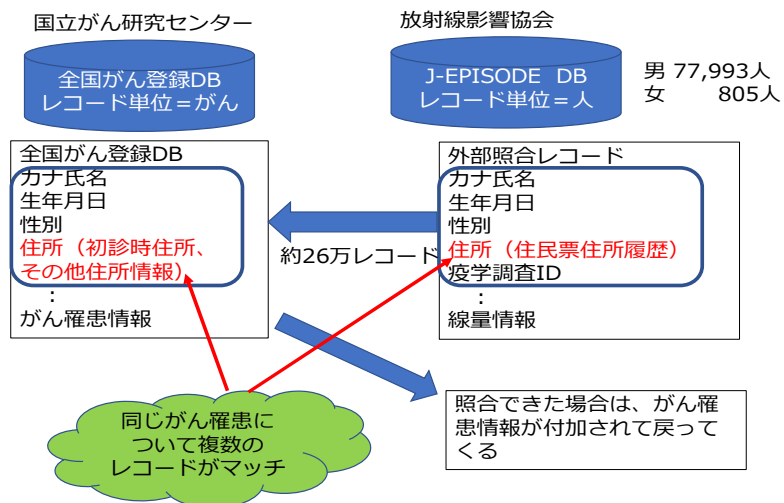 国立がん研究センター
放射線影響協会
全国がん登録DB
レコード単位＝がん
J-EPISODE DB
レコード単位＝人
男 77,993人
女 805人
全国がん登録DB
カナ氏名
生年月日
性別
住所（初診時住所、
その他住所情報）
：
がん罹患情報
約26万レコード
外部照合レコード
カナ氏名
生年月日
性別
住所（住民票住所履歴）
疫学調査ID
：
線量情報
同じがん罹患に
ついて複数の
レコードがマッチ
照合できた場合は、がん罹
患情報が付加されて戻って
くる